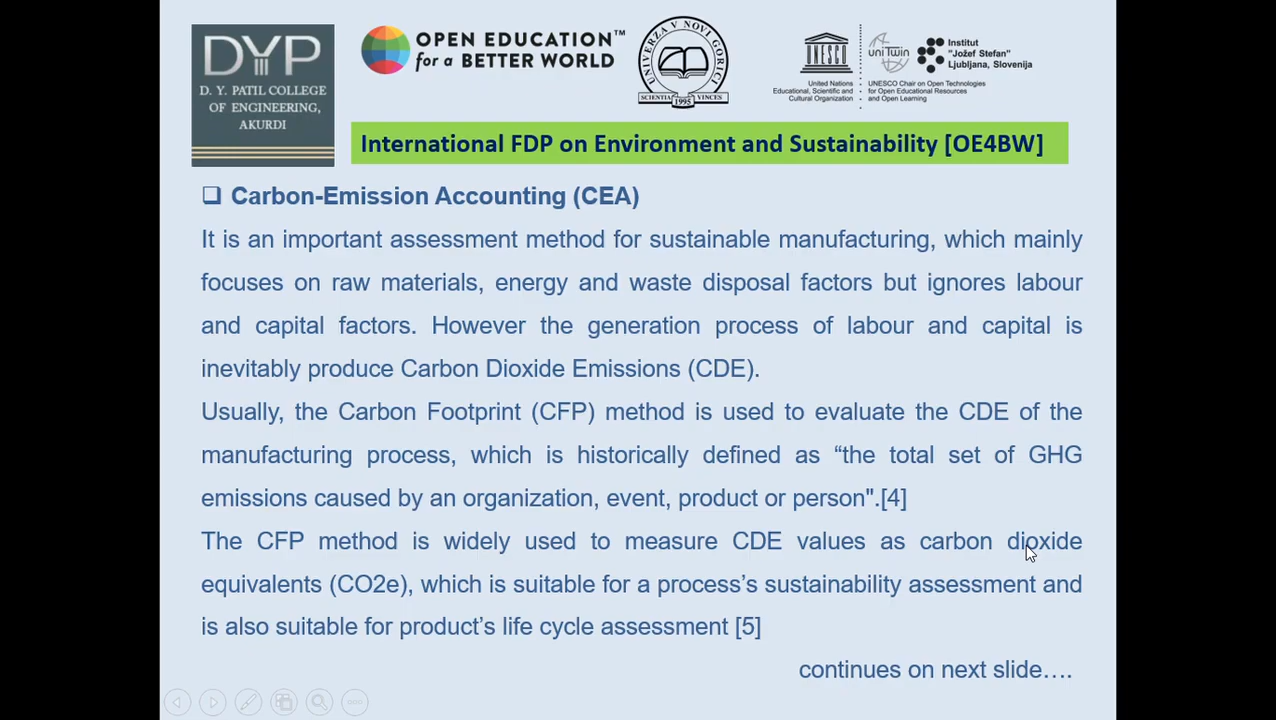 DYP
D. Y. PATIL COLLEGE
OF ENGINEERING,
AKURDI
OPEN EDUCATION™
for a BETTER WORLD
UNIVERZA V NOVI GORICI
SCIENTIA VINCES
1995
UNESCO
United Nations
Educational, Scientific and
Cultural Organization
uniTwin
Institut
"Jožef Stefan"
Ljubljana, Slovenija
UNESCO Chair on Open Technologies
for Open Educational Resources
and Open Learning
International FDP on Environment and Sustainability [OE4BW]
❑ Carbon-Emission Accounting (CEA)
It is an important assessment method for sustainable manufacturing, which mainly
focuses on raw materials, energy and waste disposal factors but ignores labour
and capital factors. However the generation process of labour and capital is
inevitably produce Carbon Dioxide Emissions (CDE).
Usually, the Carbon Footprint (CFP) method is used to evaluate the CDE of the
manufacturing process, which is historically defined as “the total set of GHG
emissions caused by an organization, event, product or person".[4]
The CFP method is widely used to measure CDE values as carbon dioxide
equivalents (CO2e), which is suitable for a process’s sustainability assessment and
is also suitable for product’s life cycle assessment [5]
continues on next slide….